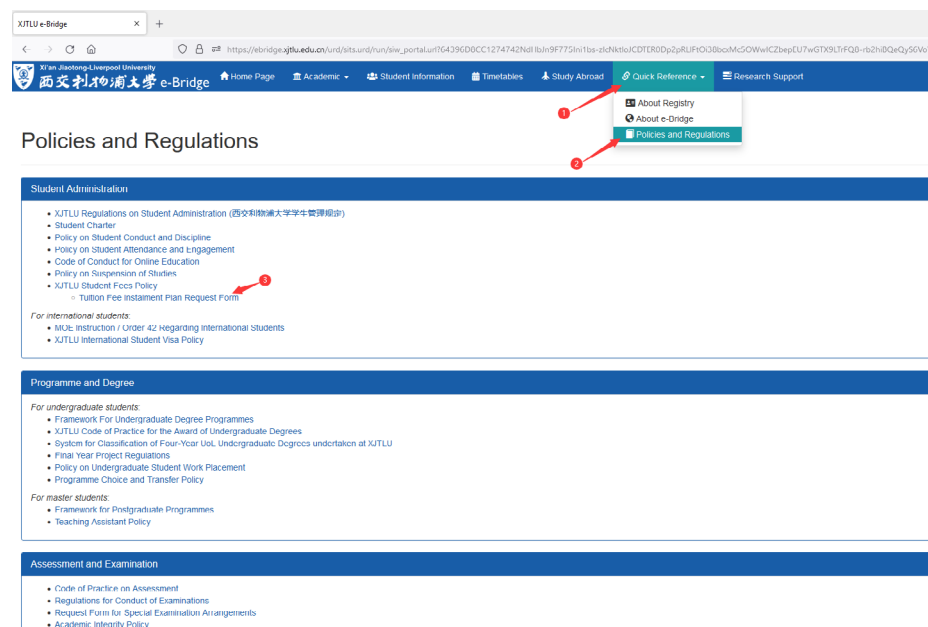 XJTLU e-Bridge × +
Xi'an Jiaotong-Liverpool University
西交利物浦大学 e-Bridge Home Page Academic Student Information Timetables Study Abroad Quick Reference Research Support
1
About Registry
About e-Bridge
Policies and Regulations
2
Policies and Regulations
Student Administration
• XJTLU Regulations on Student Administration (西交利物浦大学学生管理规定)
• Student Charter
• Policy on Student Conduct and Discipline
• Policy on Student Attendance and Engagement
• Code of Conduct for Online Education
• Policy on Suspension of Studies
• XJTLU Student Fees Policy
3
○ Tuition Fee Instalment Plan Request Form
For international students:
• MOE Instruction / Order 42 Regarding International Students
• XJTLU International Student Visa Policy
Programme and Degree
For undergraduate students:
• Framework For Undergraduate Degree Programmes
• XJTLU Code of Practice for the Award of Undergraduate Degrees
• System for Classification of Four-Year UoL Undergraduate Degrees undertaken at XJTLU
• Final Year Project Regulations
• Policy on Undergraduate Student Work Placement
• Programme Choice and Transfer Policy
For master students:
• Framework for Postgraduate Programmes
• Teaching Assistant Policy
Assessment and Examination
• Code of Practice on Assessment
• Regulations for Conduct of Examinations
• Request Form for Special Examination Arrangements
• Academic Integrity Policy